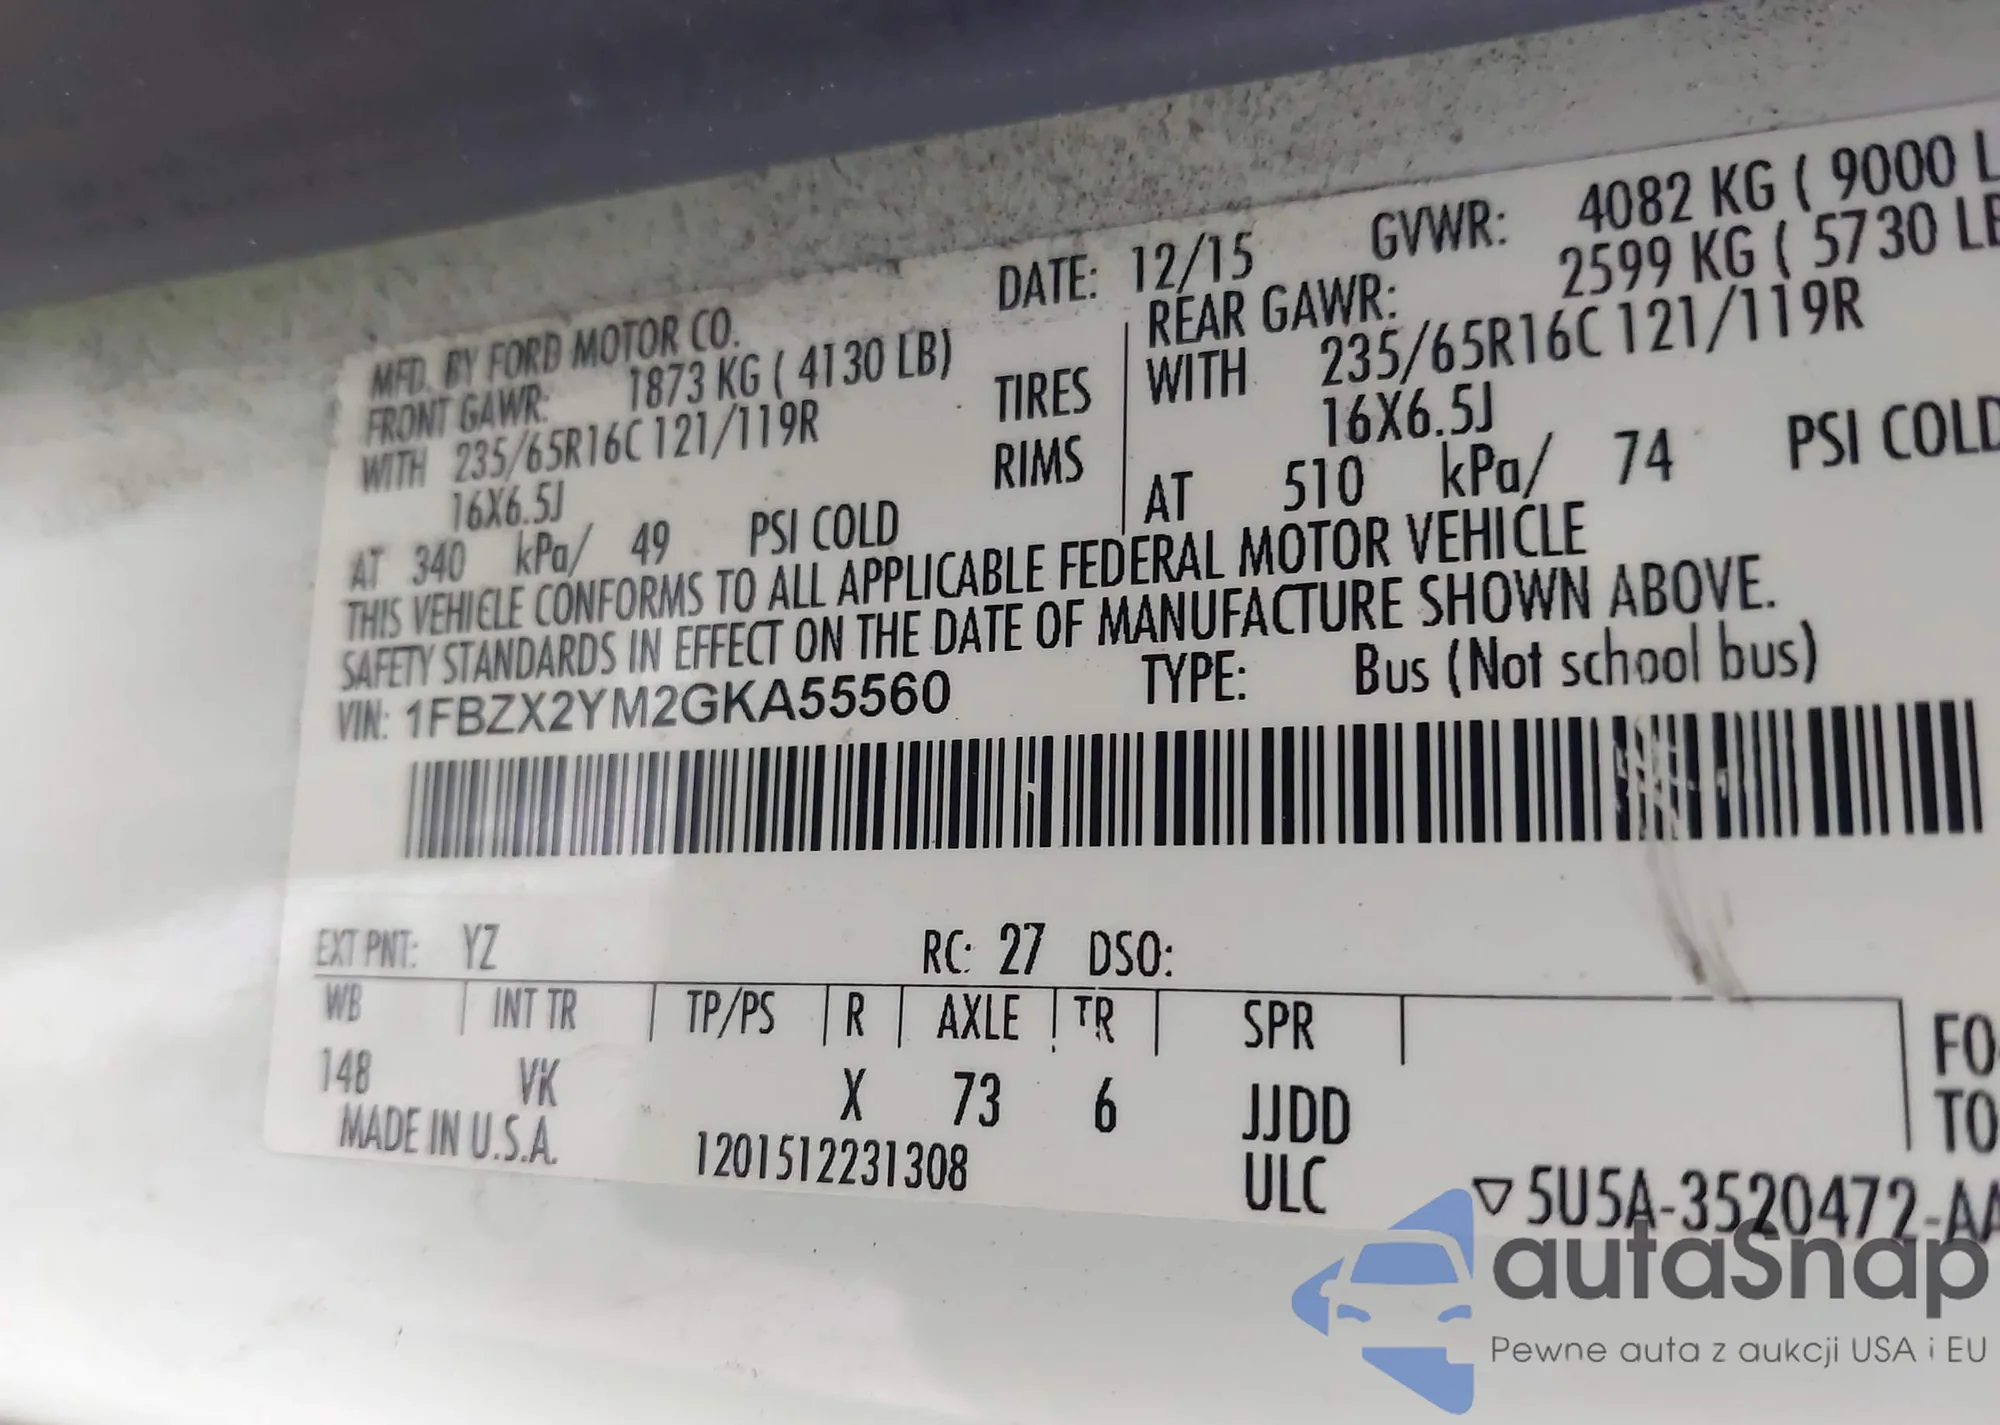 MFD. BY FORD MOTOR CO. DATE: 12/15 GVWR: 4082 KG ( 9000 L
FRONT GAWR: 1873 KG ( 4130 LB) REAR GAWR: 2599 KG ( 5730 LB
WITH 235/65R16C 121/119R TIRES WITH 235/65R16C 121/119R
16X6.5J RIMS 16X6.5J
AT 340 kPa/ 49 PSI COLD AT 510 kPa/ 74 PSI COLD
THIS VEHICLE CONFORMS TO ALL APPLICABLE FEDERAL MOTOR VEHICLE
SAFETY STANDARDS IN EFFECT ON THE DATE OF MANUFACTURE SHOWN ABOVE.
VIN: 1FBZX2YM2GKA55560 TYPE: Bus (Not school bus)
EXT PNT: YZ RC: 27 DSO:
WB INT TR TP/PS R AXLE TR SPR
148 VK X 73 6 JJDD
FO
TO
MADE IN U.S.A. 1201512231308 ULC
▽5U5A-3520472-AA
autoSnap
Pewne auta z aukcji USA i EU